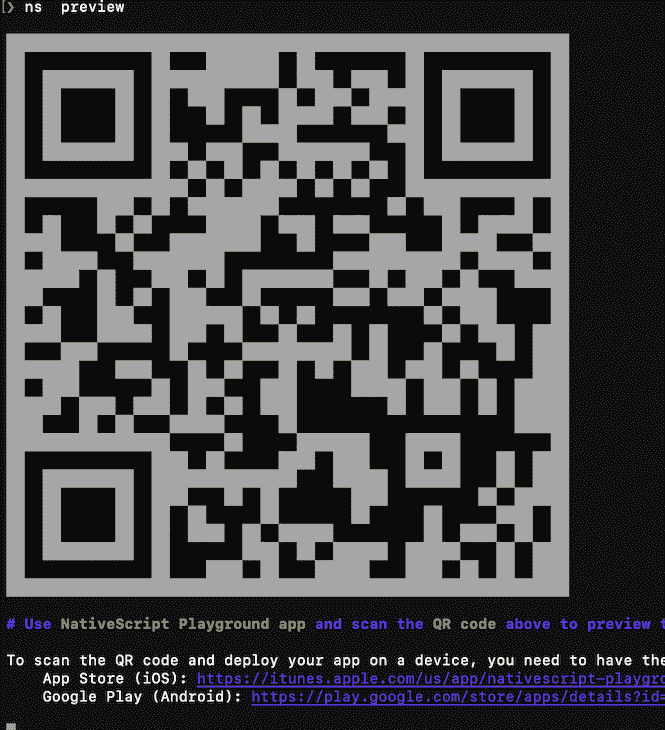 [❯ ns  preview
# Use NativeScript Playground app and scan the QR code above to preview
To scan the QR code and deploy your app on a device, you need to have the
App Store (iOS): https://itunes.apple.com/us/app/nativescript-playgro
Google Play (Android): https://play.google.com/store/apps/details?id=